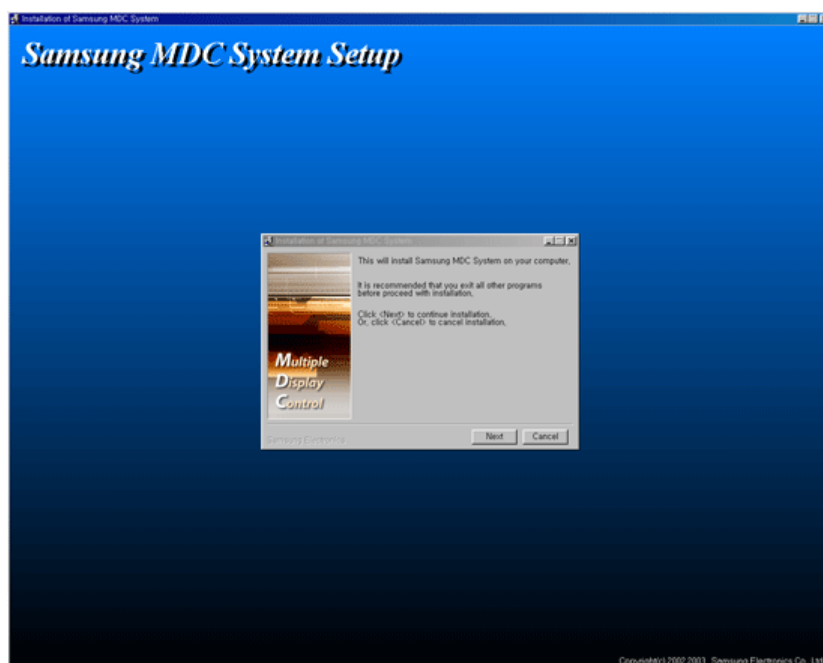 Installation of Samsung MDC System
Samsung MDC System Setup
Installation of Samsung MDC System
This will install Samsung MDC System on your computer.
It is recommended that you exit all other programs
before proceed with installation.
Click <Next> to continue installation.
Or, click <Cancel> to cancel installation.
Multiple
Display
Control
Samsung Electronics
Next
Cancel
Copyright(c) 2002 2003 Samsung Electronics Co. Ltd